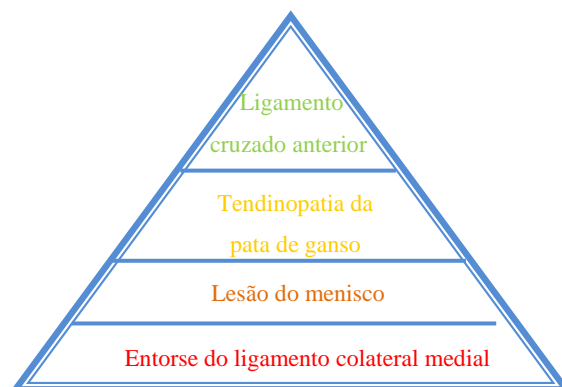 Ligamento
cruzado anterior
Tendinopatia da
pata de ganso
Lesão do menisco
Entorse do ligamento colateral medial